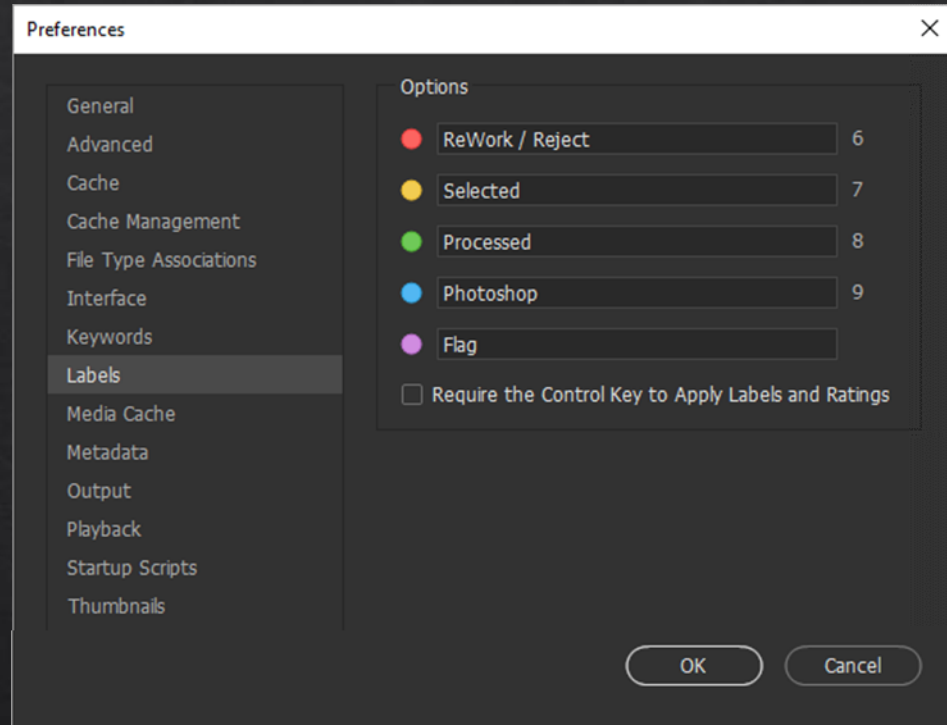 Preferences
General
Advanced
Cache
Cache Management
File Type Associations
Interface
Keywords
Labels
Media Cache
Metadata
Output
Playback
Startup Scripts
Thumbnails
Options
ReWork / Reject 6
Selected 7
Processed 8
Photoshop 9
Flag
Require the Control Key to Apply Labels and Ratings
OK Cancel